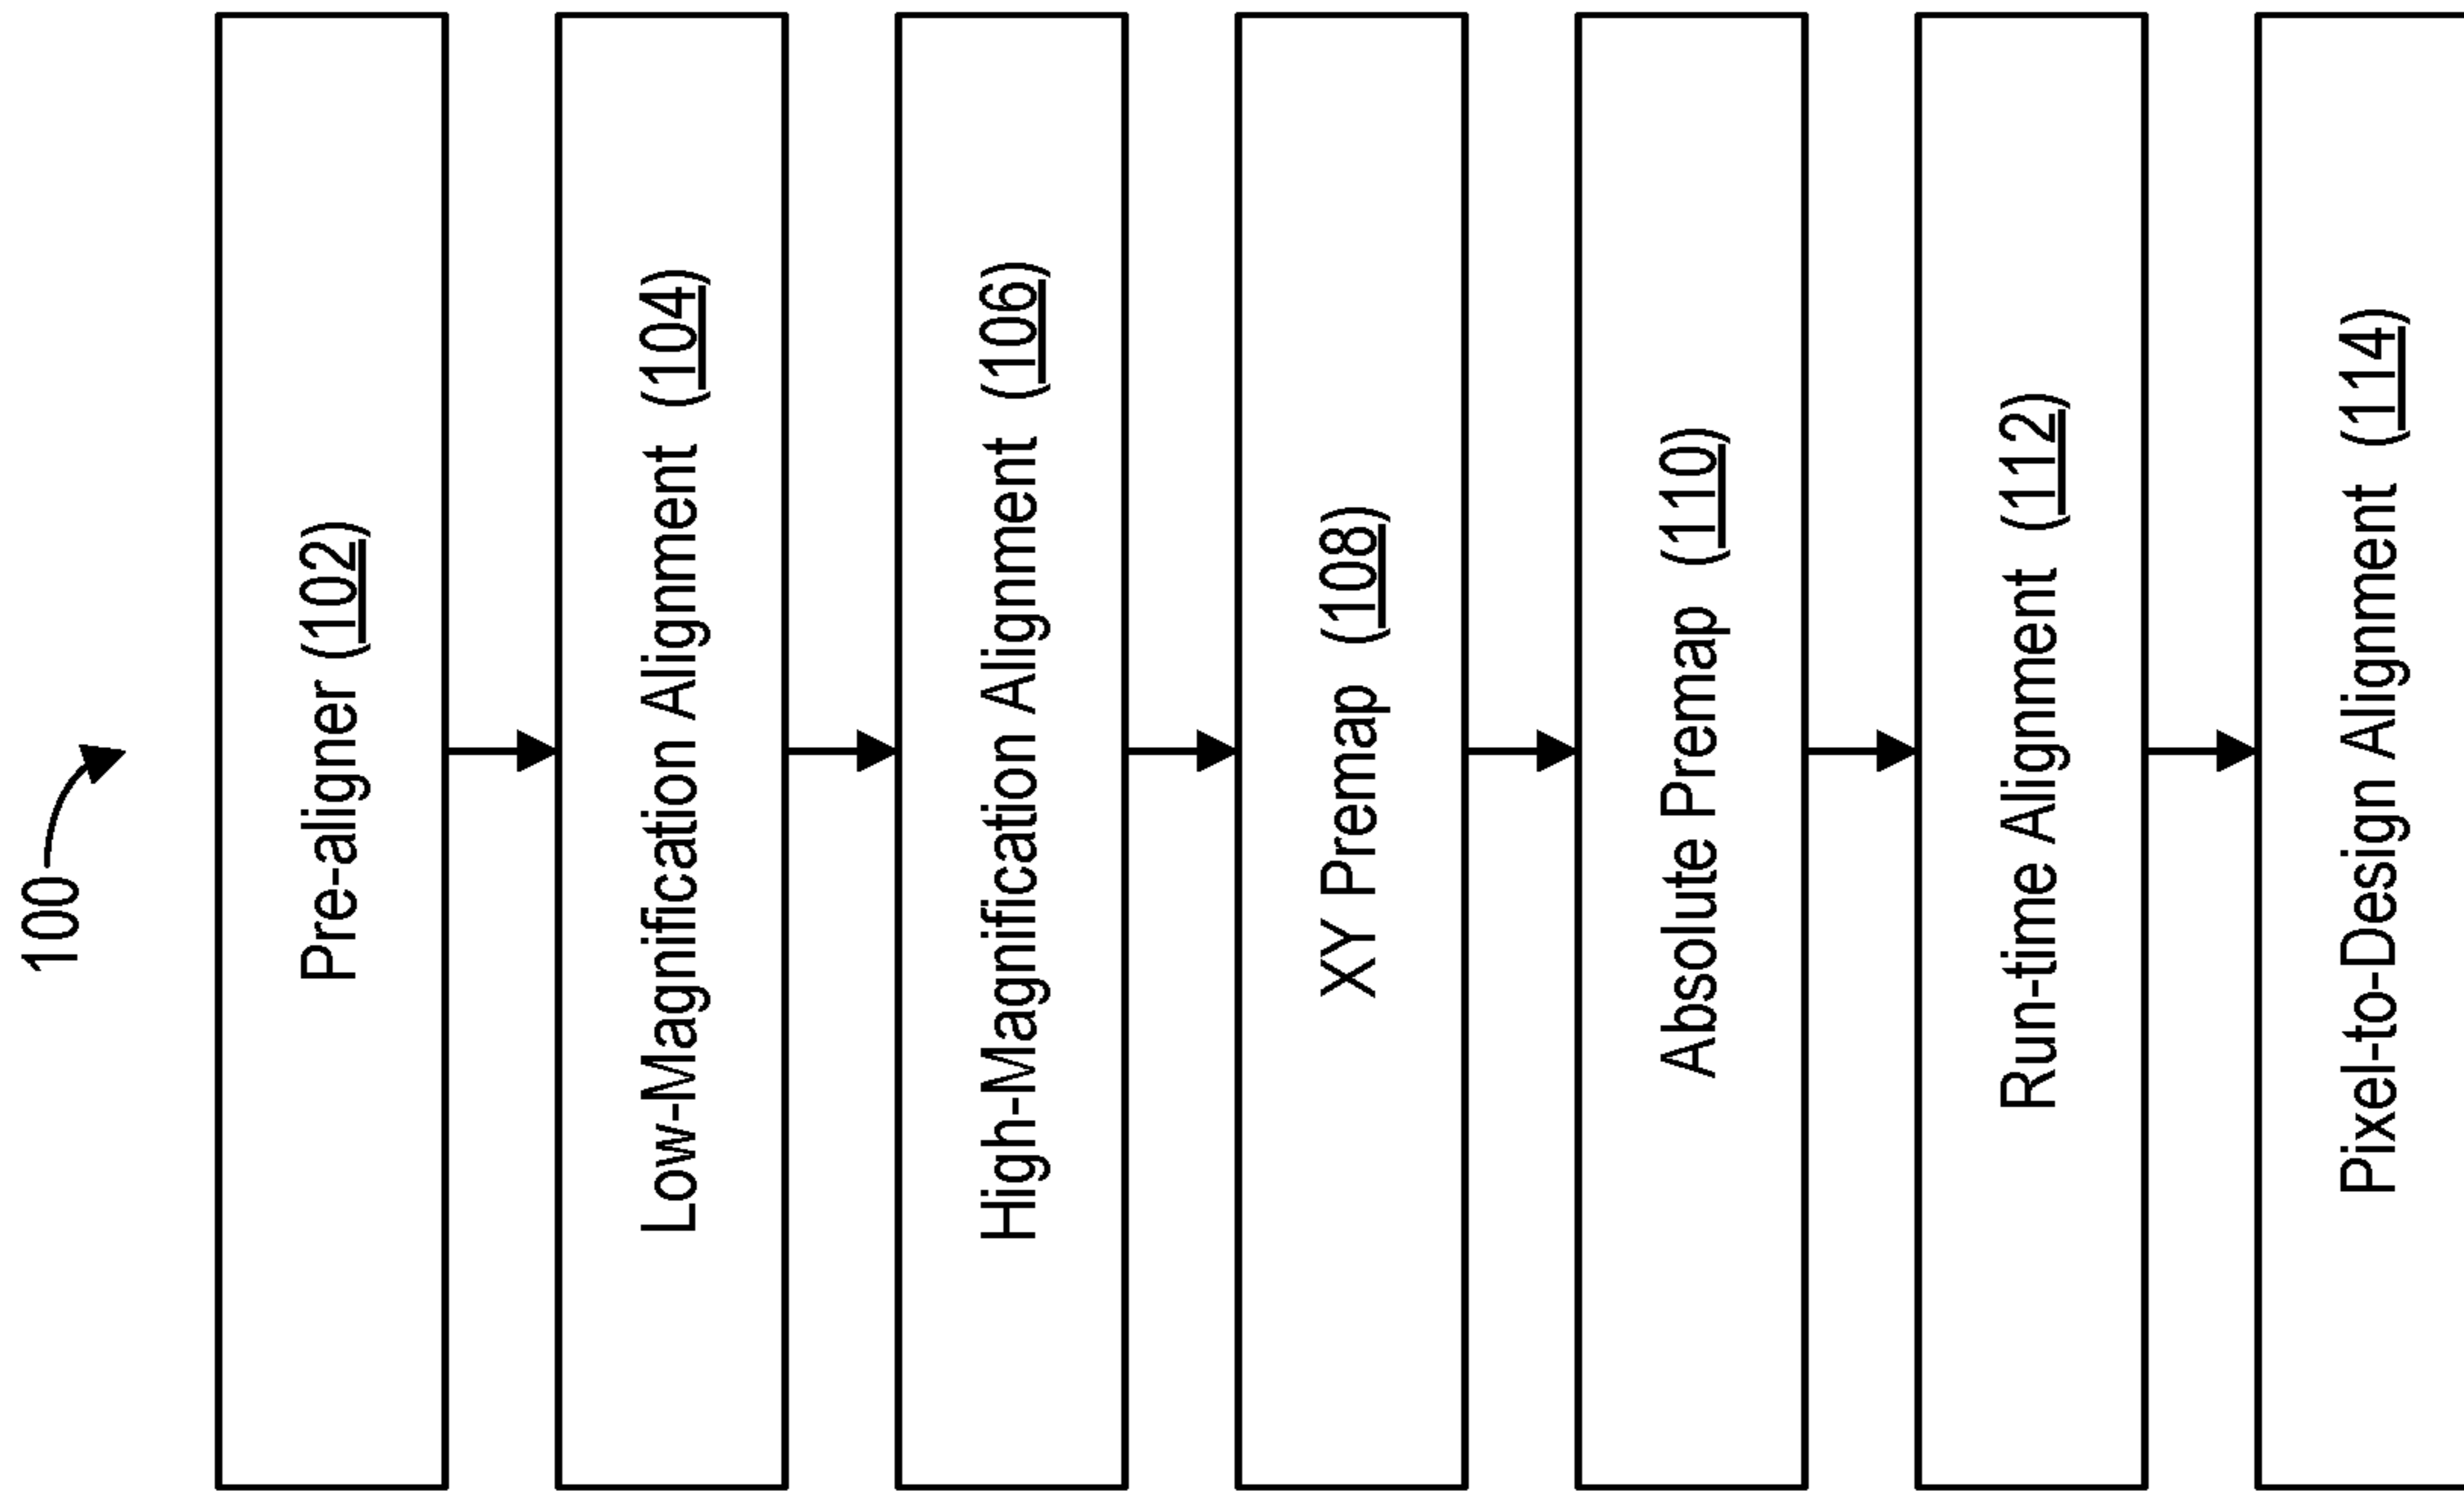 100
Pre-aligner (102)
Low-Magnification Alignment (104)
High-Magnification Alignment (106)
XY Premap (108)
Absolute Premap (110)
Run-time Alignment (112)
Pixel-to-Design Alignment (114)